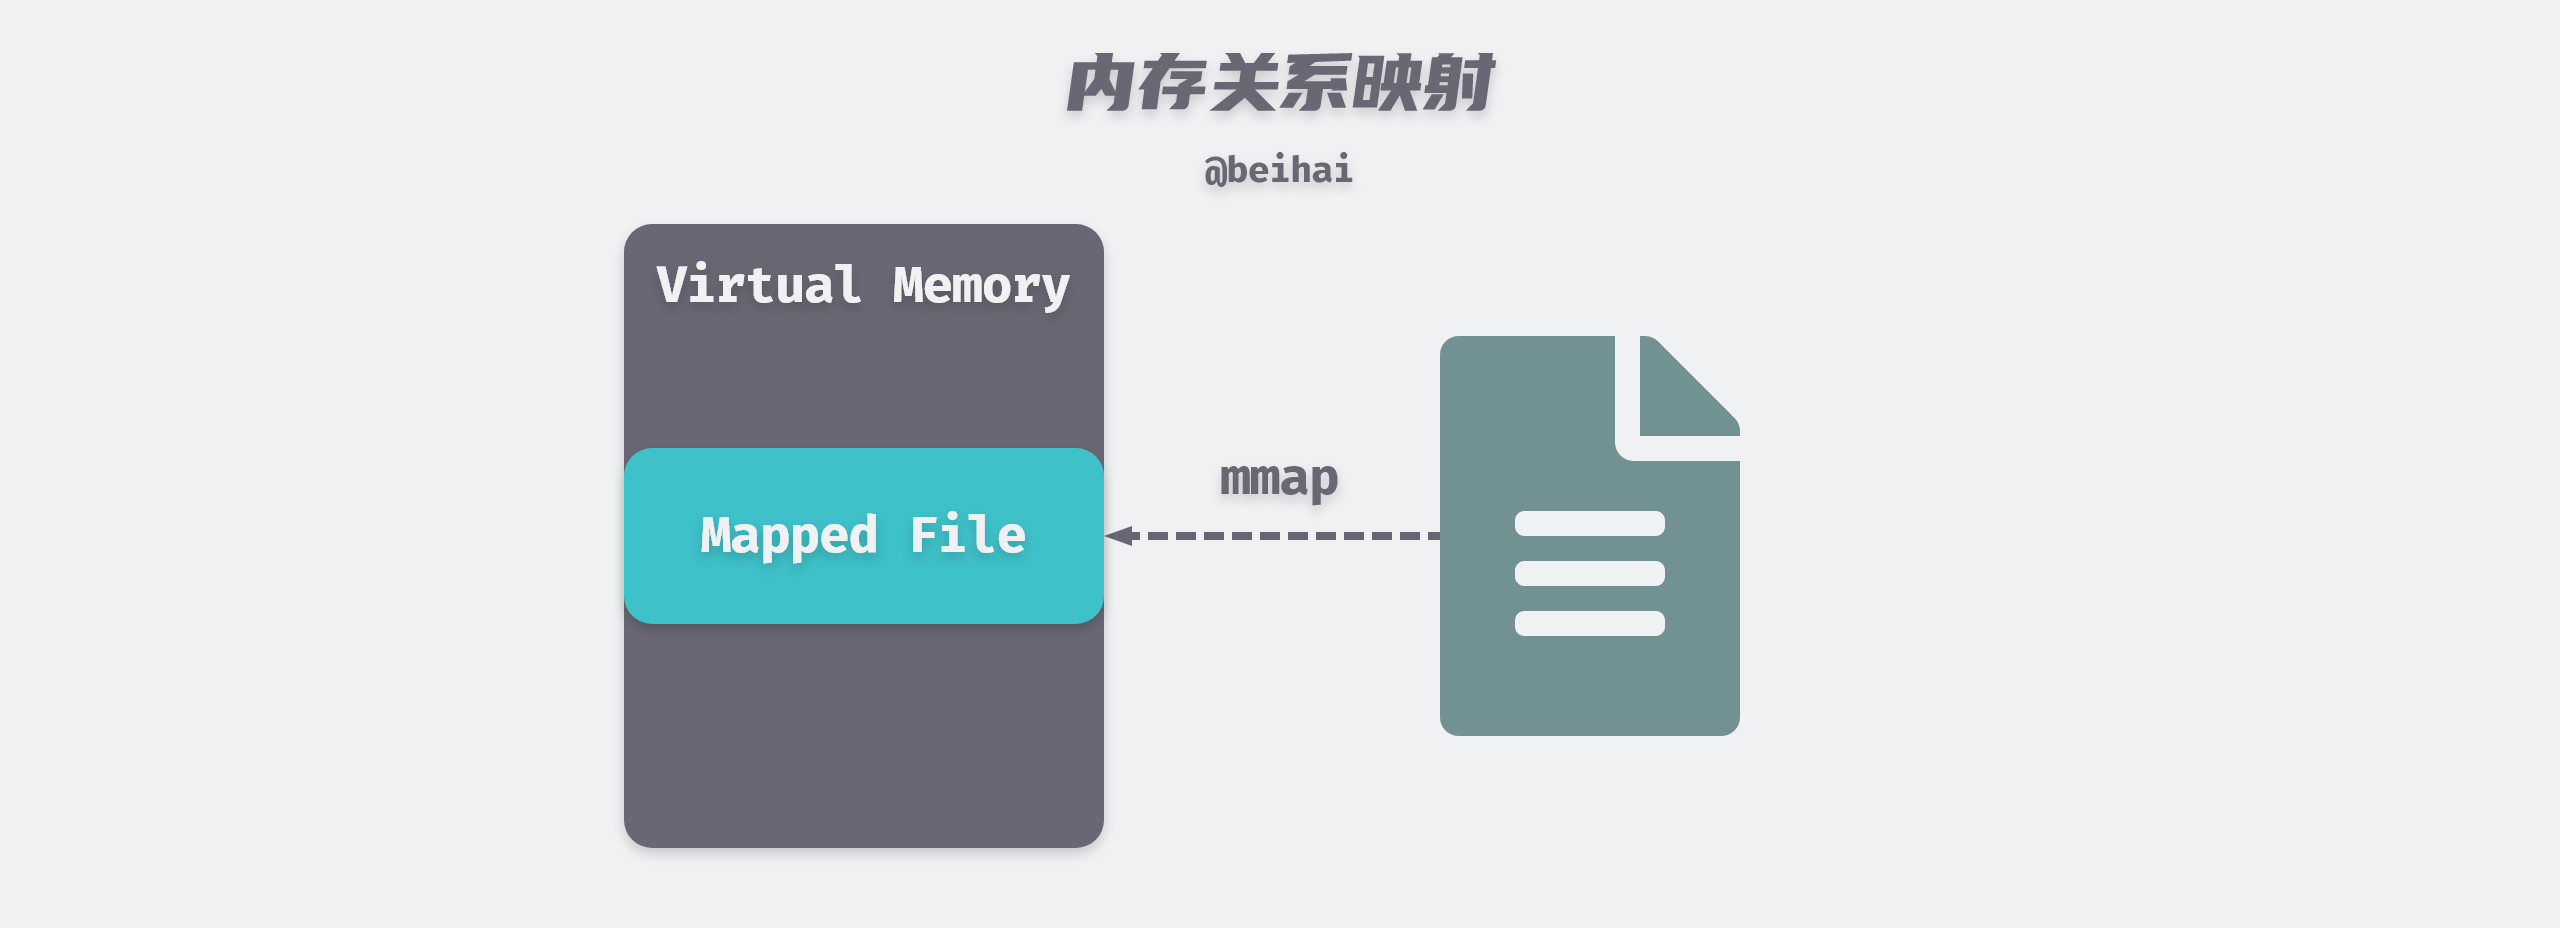 内存关系映射
@beihai
Virtual Memory
mmap
Mapped File